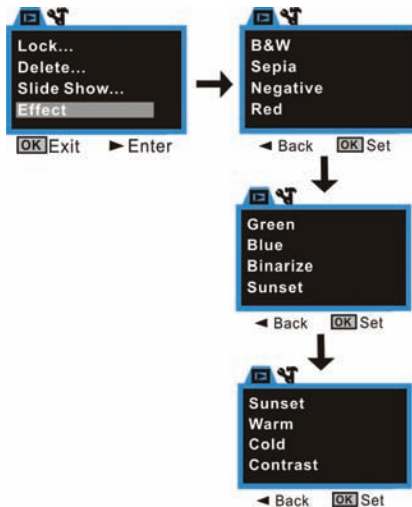 Lock...
Delete...
Slide Show...
Effect
OK Exit ► Enter
B&W
Sepia
Negative
Red
◄ Back OK Set
Green
Blue
Binarize
Sunset
◄ Back OK Set
Sunset
Warm
Cold
Contrast
◄ Back OK Set